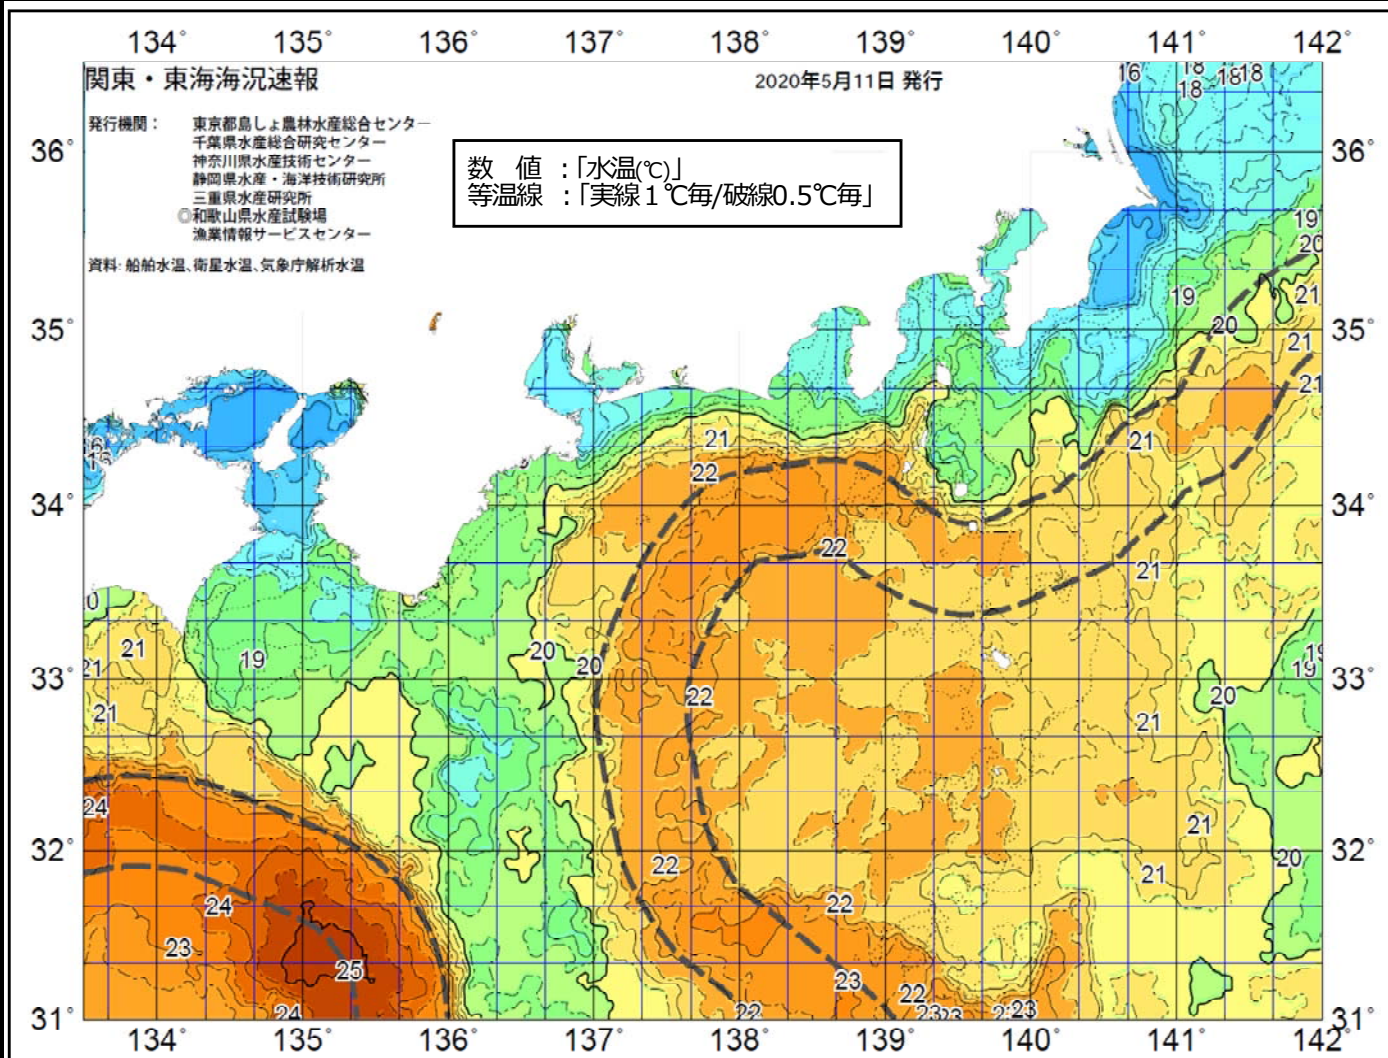 134° 135° 136° 137° 138° 139° 140° 141° 142°
関東・東海海況速報
2020年5月11日 発行
発行機関: 東京都島しょ農林水産総合センター
千葉県水産総合研究センター
神奈川県水産技術センター
静岡県水産・海洋技術研究所
三重県水産研究所
◎和歌山県水産試験場
漁業情報サービスセンター
資料: 船舶水温、衛星水温、気象庁解析水温
数 値 :「水温(℃)」
等温線 :「実線1℃毎/破線0.5℃毎」
16 18 18 18
18
36° 36°
19
20
19 21
20
35° 35°
21
21
21 21
22
34° 34°
22
21
20 19
21 20 20 19
21
33° 33°
22 20
21 21
24
21
32° 32°
22 20
21
24 22
23
25 23
22
24 22 23
31° 31°
134° 135° 136° 137° 138° 139° 140° 141° 142°